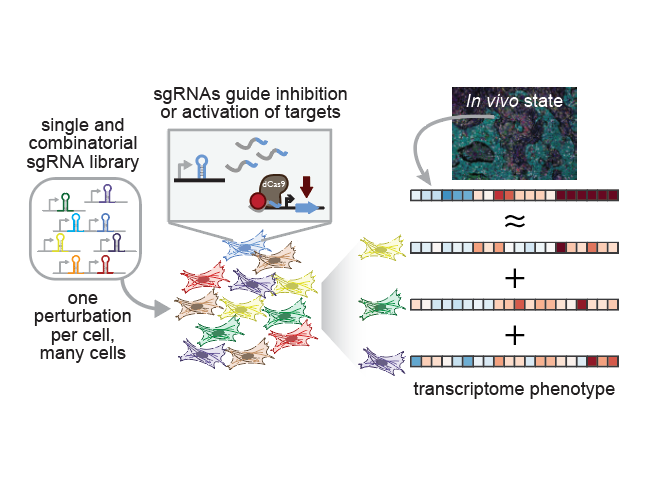 single and
combinatorial
sgRNA library
one
perturbation
per cell,
many cells
sgRNAs guide inhibition
or activation of targets
dCas9
In vivo state
≈
+
+
transcriptome phenotype